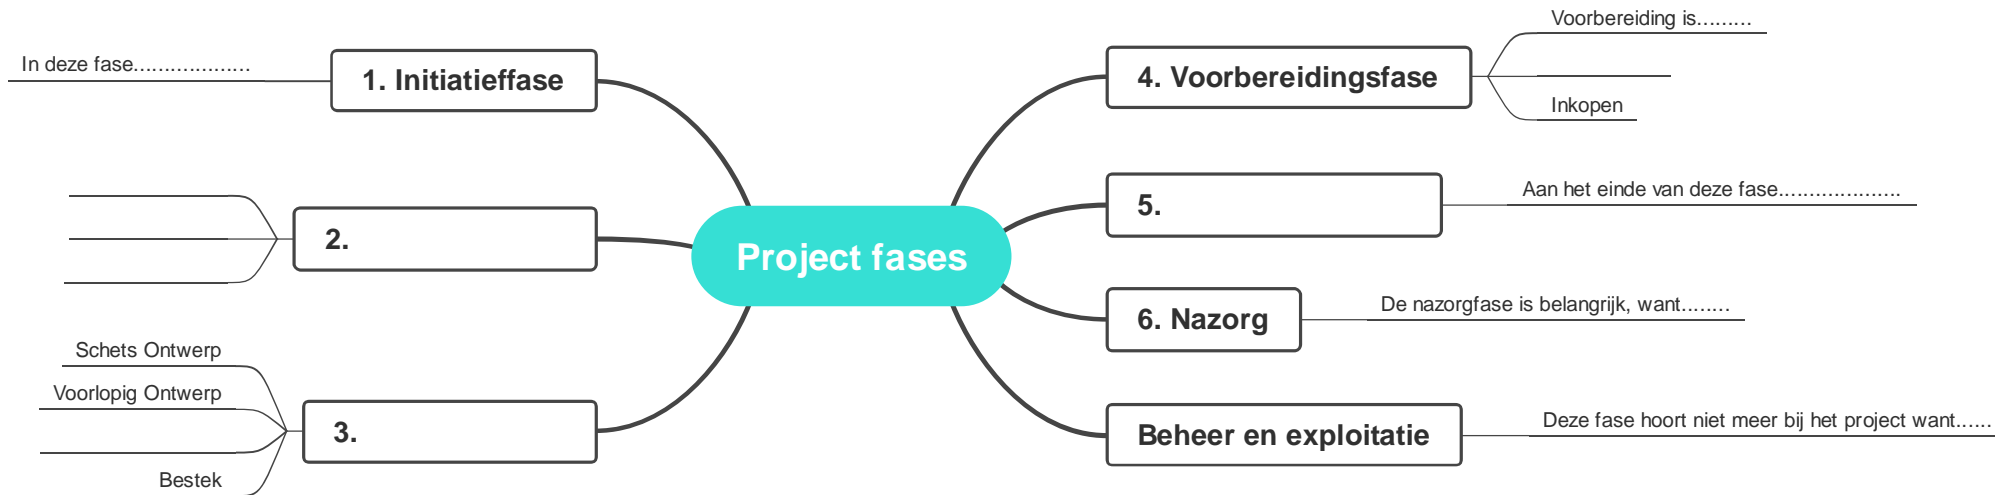 Project fases
In deze fase...................
1. Initiatieffase
2.
Schets Ontwerp
Voorlopig Ontwerp
Bestek
3.
4. Voorbereidingsfase
Voorbereiding is.........
Inkopen
5.
Aan het einde van deze fase....................
6. Nazorg
De nazorgfase is belangrijk, want........
Beheer en exploitatie
Deze fase hoort niet meer bij het project want......